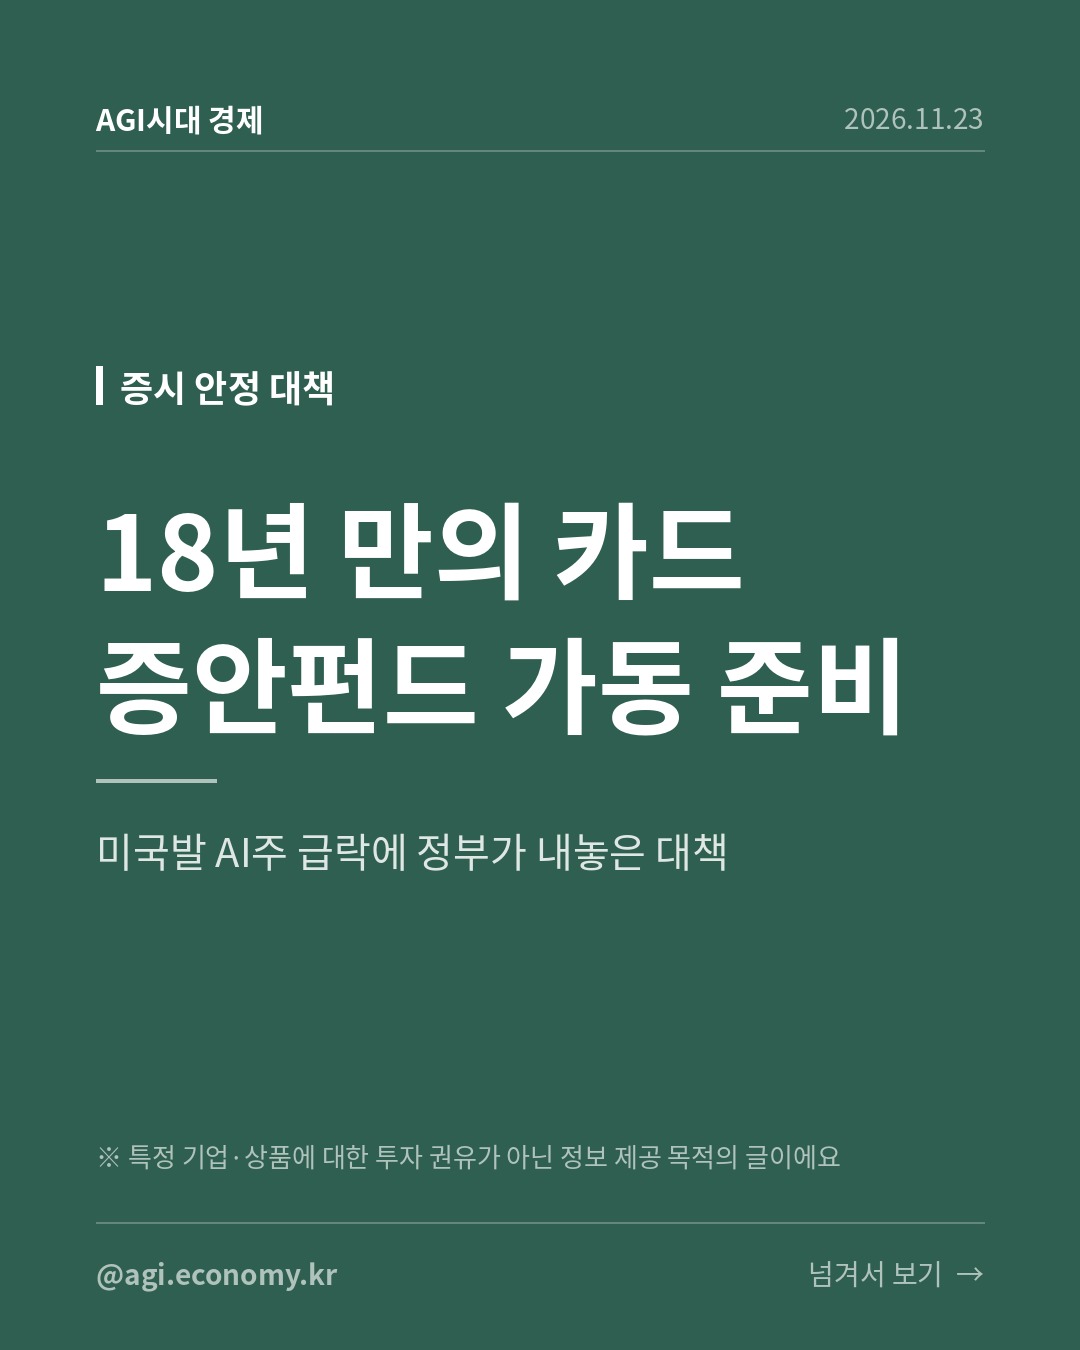 AGI시대 경제
2026.11.23
증시 안정 대책
18년 만의 카드
증안펀드 가동 준비
미국발 AI주 급락에 정부가 내놓은 대책
※ 특정 기업·상품에 대한 투자 권유가 아닌 정보 제공 목적의 글이에요
@agi.economy.kr
넘겨서 보기 →